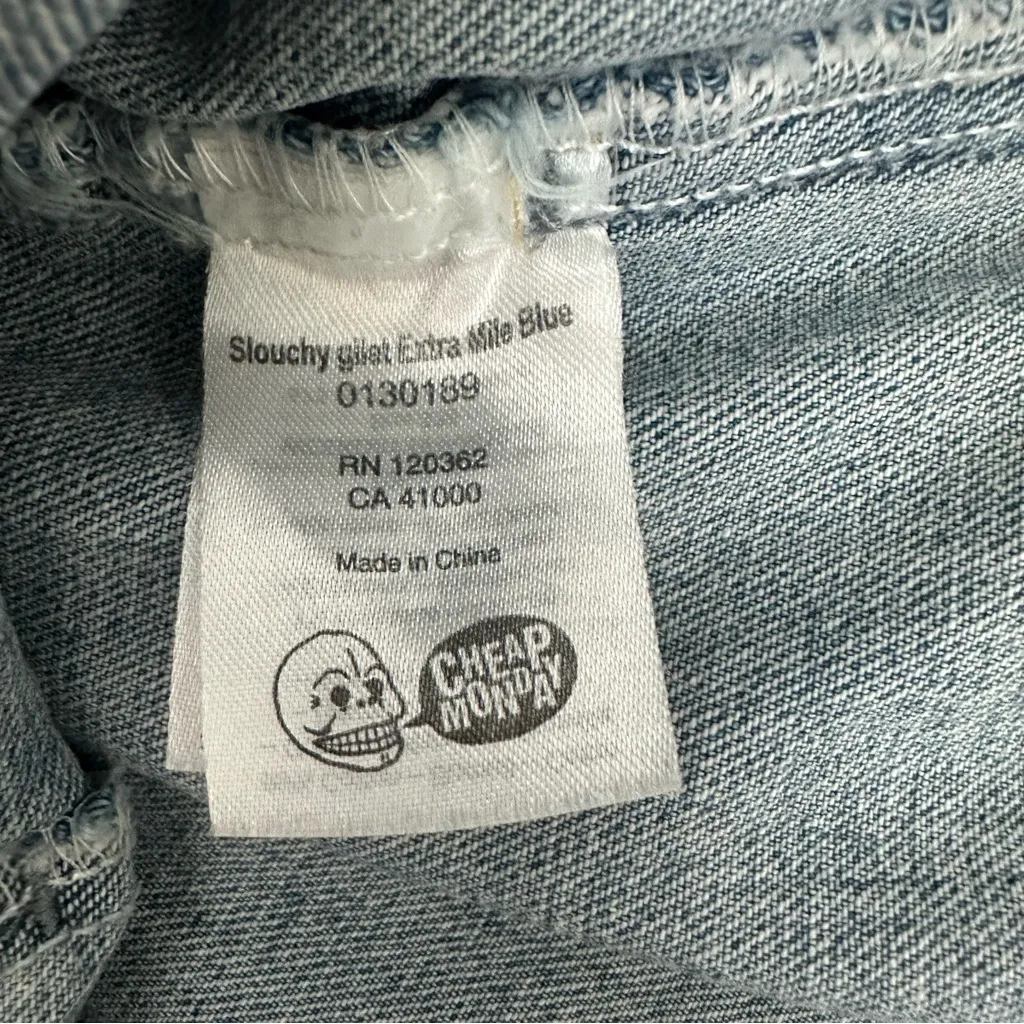 Slouchy gilet Extra Mile Blue
0130189
RN 120362
CA 41000
Made in China
CHEAP
MONDAY